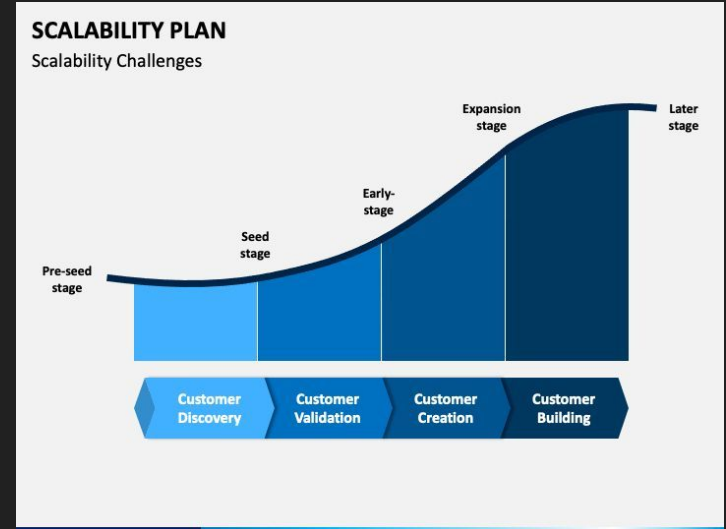 SCALABILITY PLAN
Scalability Challenges
Expansion
stage
Later
stage
Early-
stage
Seed
stage
Pre-seed
stage
Customer
Discovery
Customer
Validation
Customer
Creation
Customer
Building